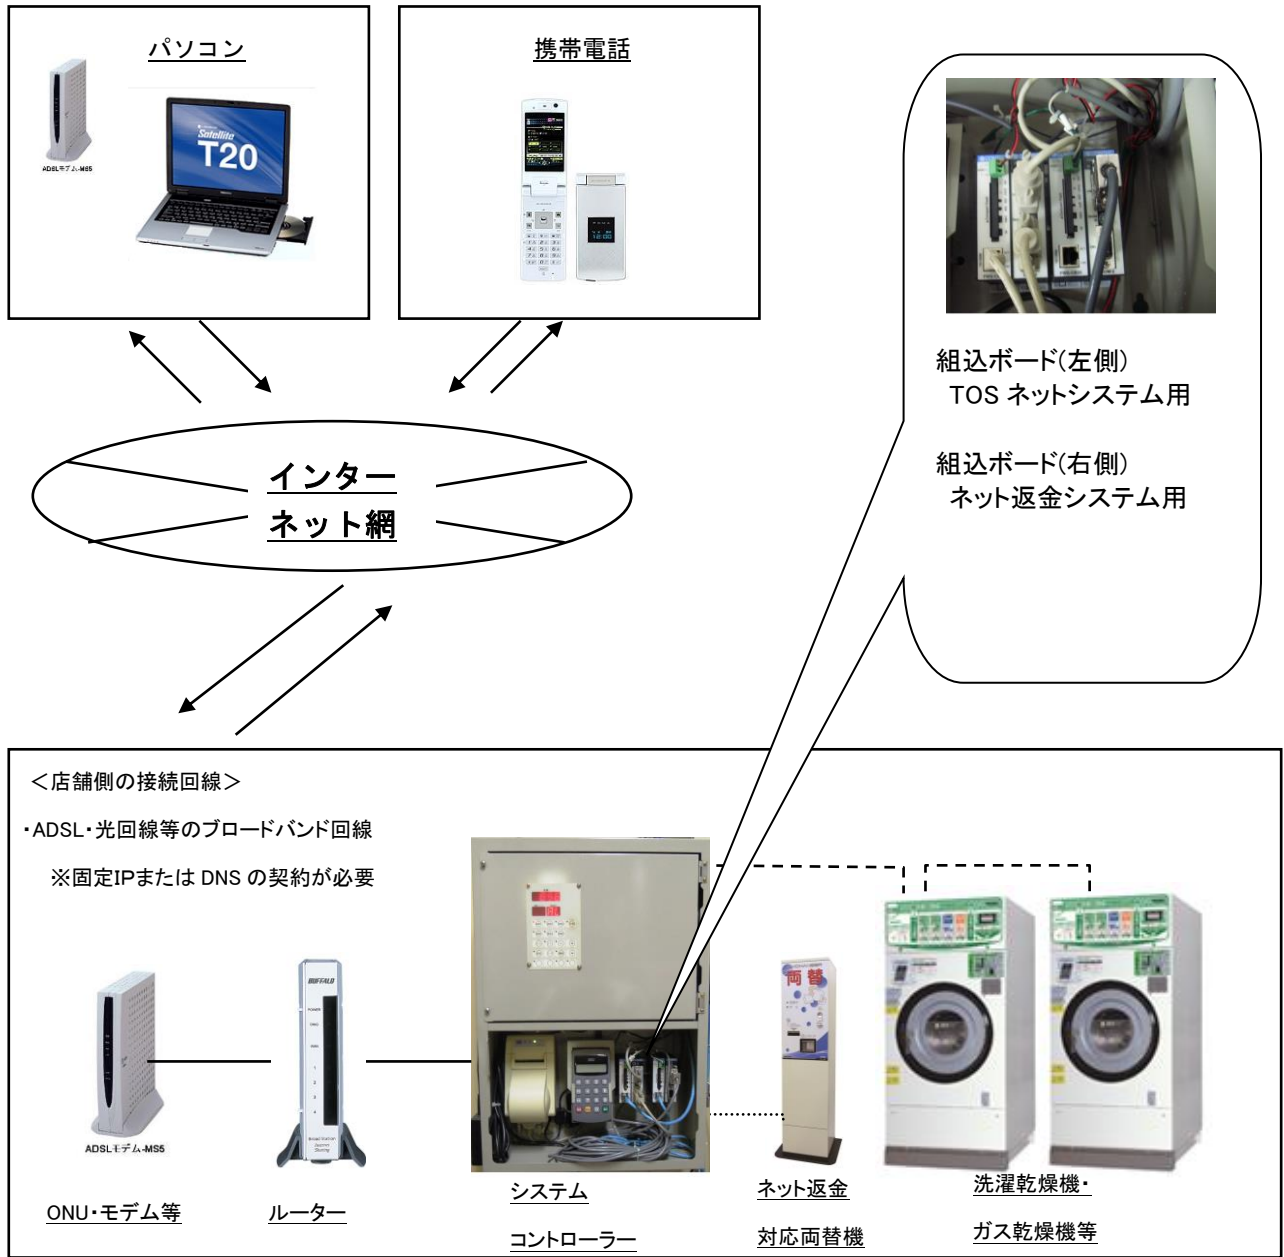 パソコン
ADSLモデム-MS5
Satellite
T20
携帯電話
組込ボード(左側)
TOS ネットシステム用
組込ボード(右側)
ネット返金システム用
インター
ネット網
＜店舗側の接続回線＞
・ADSL・光回線等のブロードバンド回線
※固定IPまたは DNS の契約が必要
BUFFALO
POWER
1
2
3
4
両替
ADSLモデム-MS5
ONU・モデム等
ルーター
システム
コントローラー
ネット返金
対応両替機
洗濯乾燥機・
ガス乾燥機等